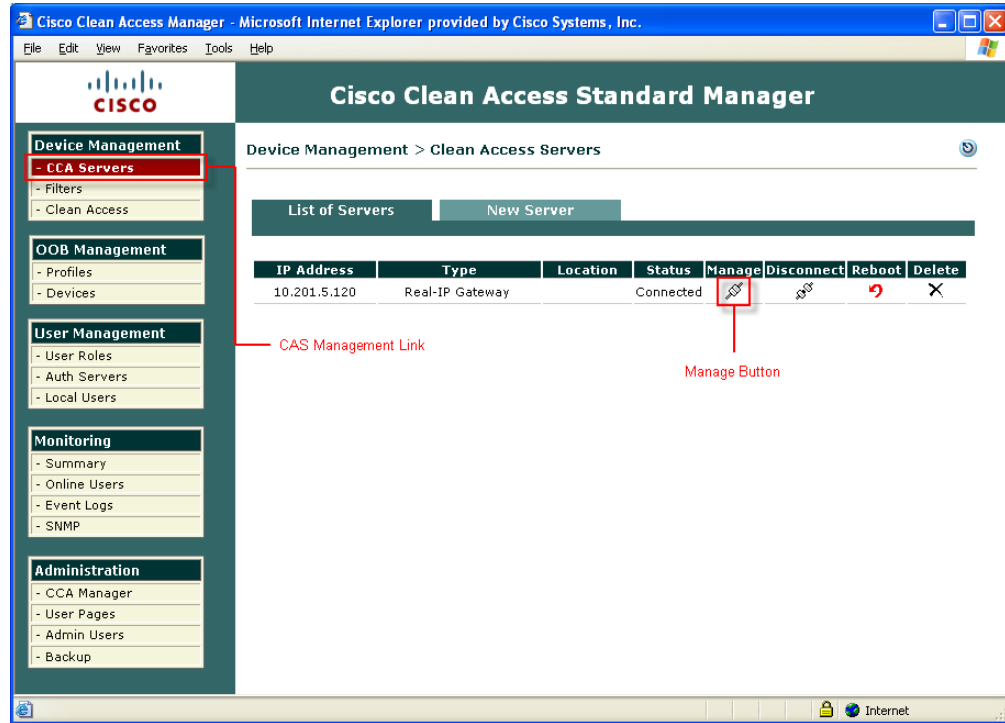 Cisco Clean Access Manager - Microsoft Internet Explorer provided by Cisco Systems, Inc.
File Edit View Favorites Tools Help
CISCO
Cisco Clean Access Standard Manager
Device Management
- CCA Servers
- Filters
- Clean Access
OOB Management
- Profiles
- Devices
User Management
- User Roles
- Auth Servers
- Local Users
Monitoring
- Summary
- Online Users
- Event Logs
- SNMP
Administration
- CCA Manager
- User Pages
- Admin Users
- Backup
Device Management > Clean Access Servers
List of Servers New Server
IP Address Type Location Status Manage Disconnect Reboot Delete
10.201.5.120 Real-IP Gateway Connected
CAS Management Link
Manage Button
Internet